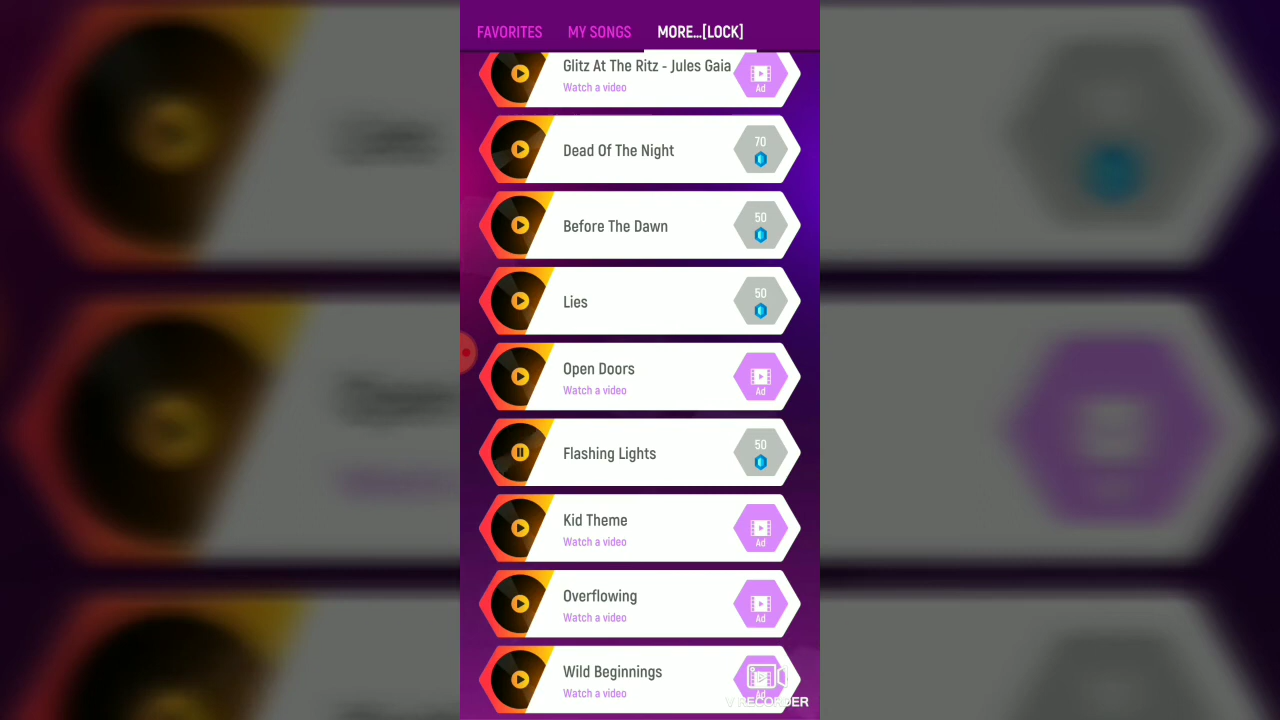 FAVORITES
MY SONGS
MORE...[LOCK]
Glitz At The Ritz - Jules Gaia
Watch a video
Ad
Dead Of The Night
70
Before The Dawn
50
Lies
50
Open Doors
Watch a video
Ad
Flashing Lights
50
Kid Theme
Watch a video
Ad
Overflowing
Watch a video
Ad
Wild Beginnings
Watch a video
Ad
V RECORDER